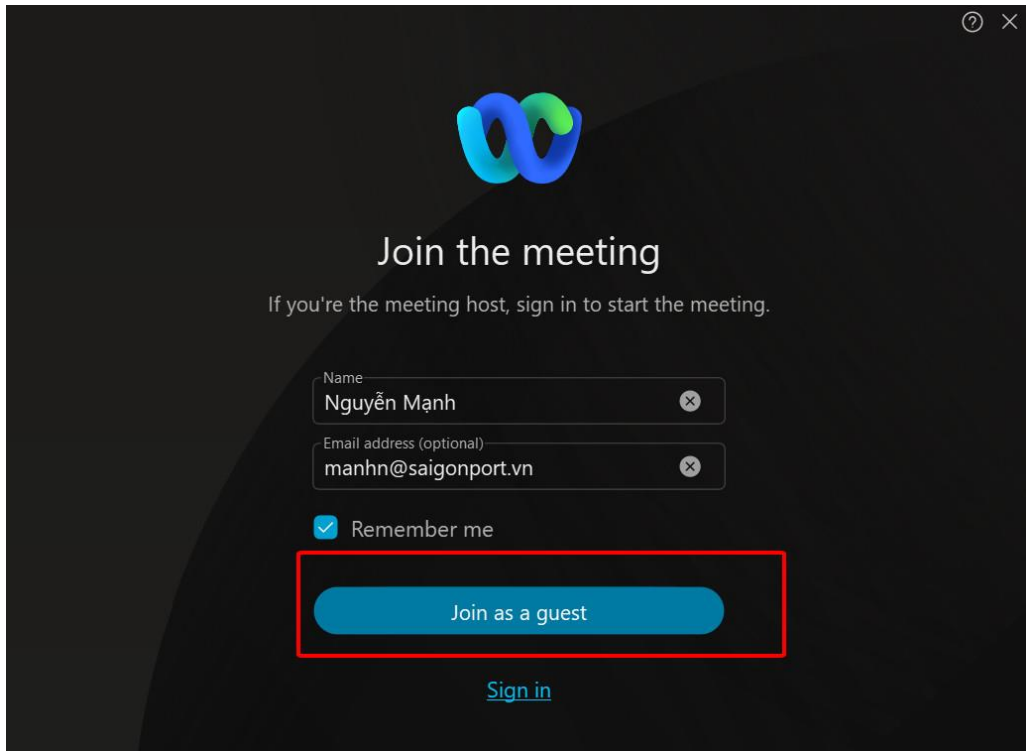 Join the meeting
If you're the meeting host, sign in to start the meeting.
Name
Nguyễn Mạnh
Email address (optional)
manhn@saigonport.vn
Remember me
Join as a guest
Sign in